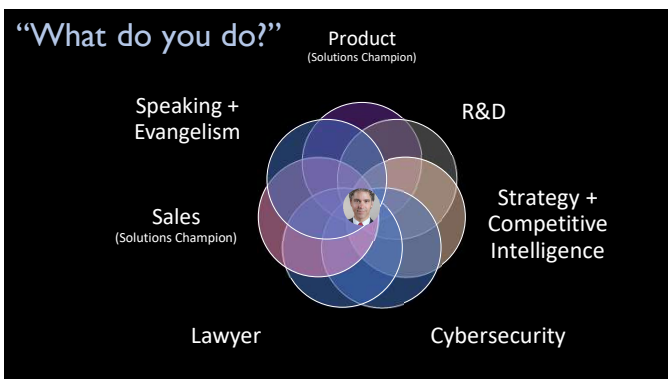 “What do you do?”
Product
(Solutions Champion)
R&D
Strategy +
Competitive
Intelligence
Cybersecurity
Lawyer
Sales
(Solutions Champion)
Speaking +
Evangelism